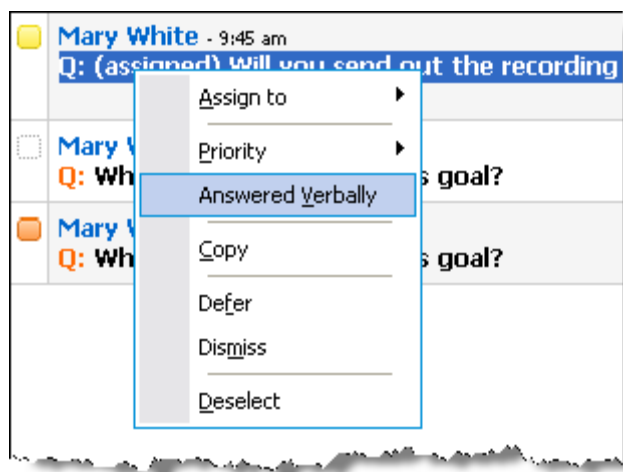 Mary White - 9:45 am
Q: (assigned) Will you send out the recording
Assign to
Mary
Priority
Q: Wh s goal?
Answered Verbally
Mary
Q: Wh s goal?
Copy
Defer
Dismiss
Deselect